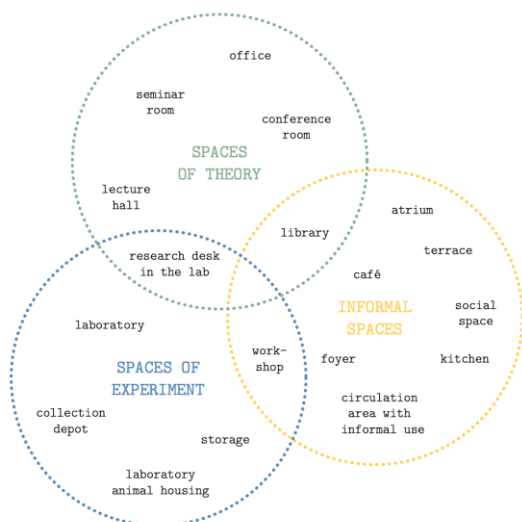 office
seminar
room
conference
room
SPACES
OF THEORY
lecture
hall
library
research desk
in the lab
atrium
terrace
café
INFORMAL
SPACES
social
space
laboratory
work-
shop
foyer
kitchen
SPACES OF
EXPERIMENT
circulation
area with
informal use
collection
depot
storage
laboratory
animal housing